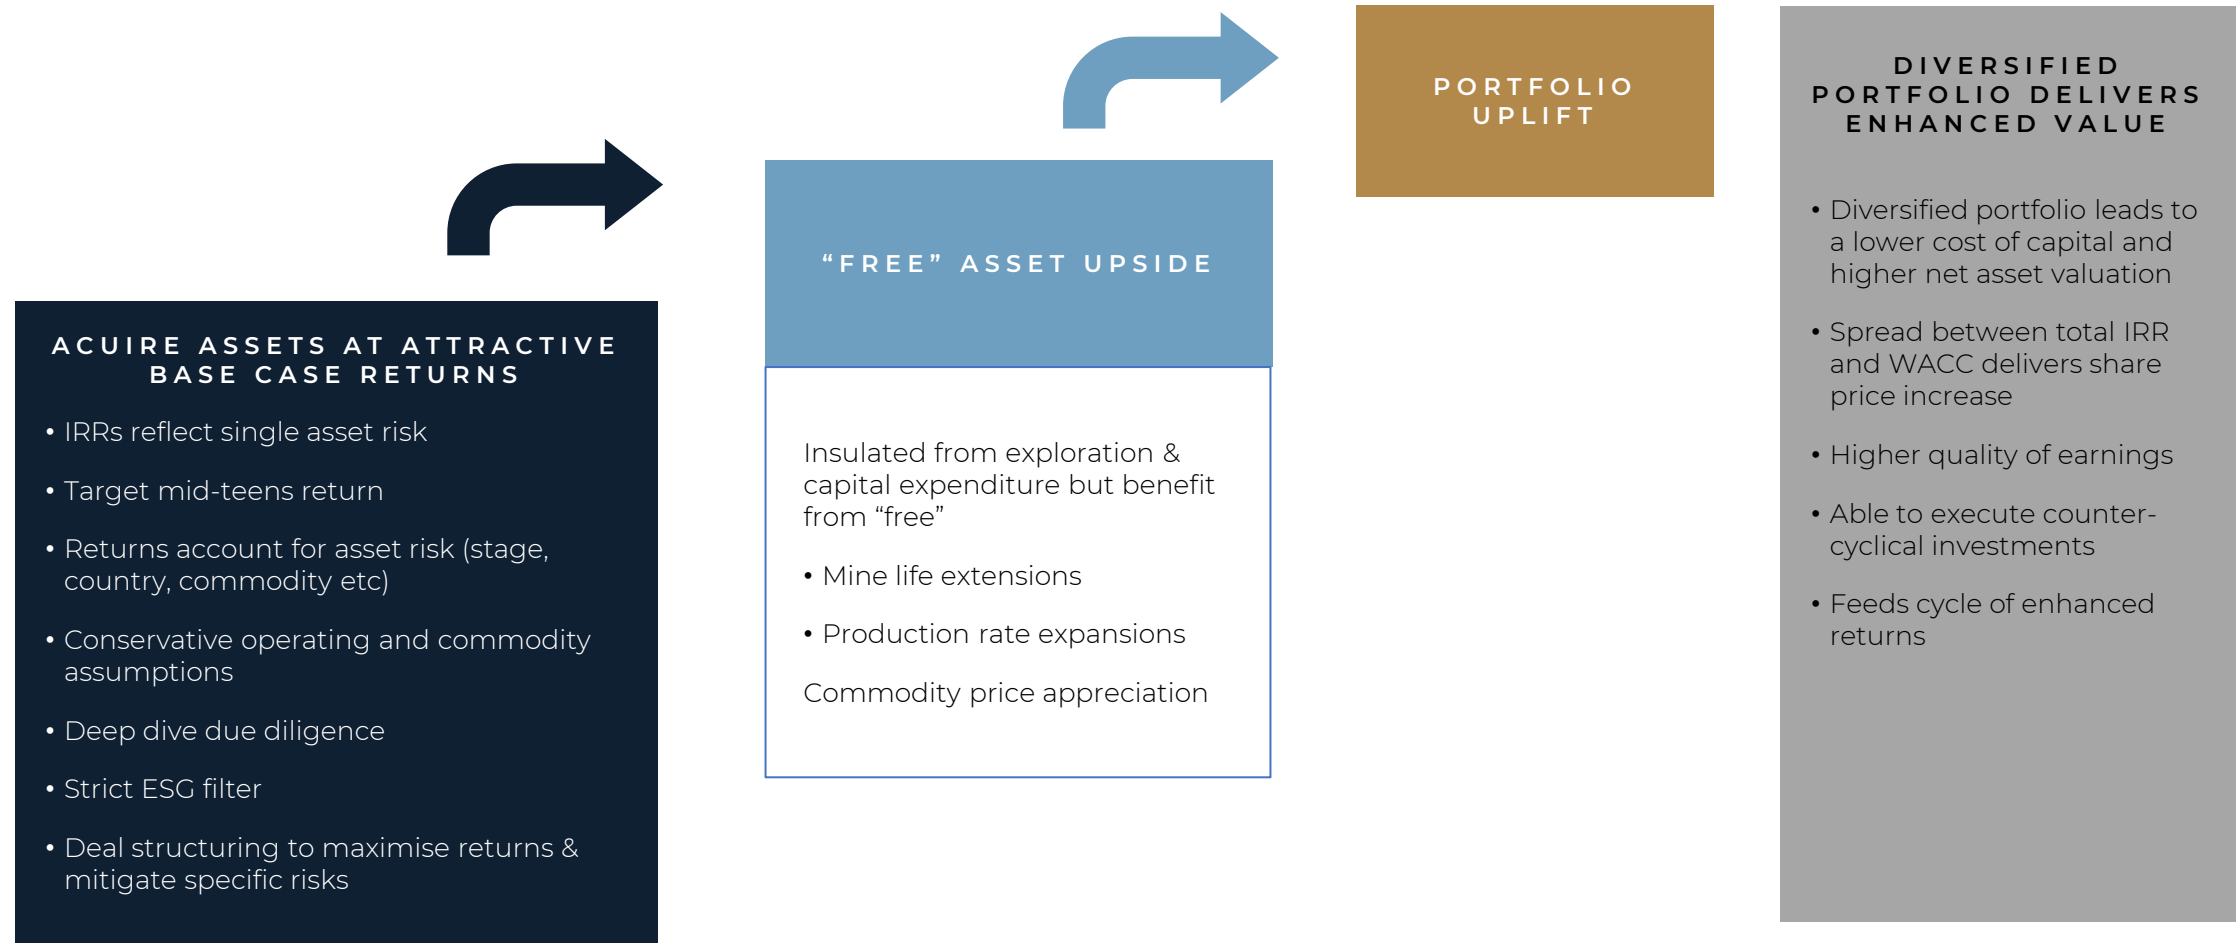 ACUIRE ASSETS AT ATTRACTIVE
BASE CASE RETURNS
• IRRs reflect single asset risk
• Target mid-teens return
• Returns account for asset risk (stage,
country, commodity etc)
• Conservative operating and commodity
assumptions
• Deep dive due diligence
• Strict ESG filter
• Deal structuring to maximise returns &
mitigate specific risks
“FREE” ASSET UPSIDE
Insulated from exploration &
capital expenditure but benefit
from “free”
• Mine life extensions
• Production rate expansions
Commodity price appreciation
PORTFOLIO
UPLIFT
DIVERSIFIED
PORTFOLIO DELIVERS
ENHANCED VALUE
• Diversified portfolio leads to
a lower cost of capital and
higher net asset valuation
• Spread between total IRR
and WACC delivers share
price increase
• Higher quality of earnings
• Able to execute counter-
cyclical investments
• Feeds cycle of enhanced
returns